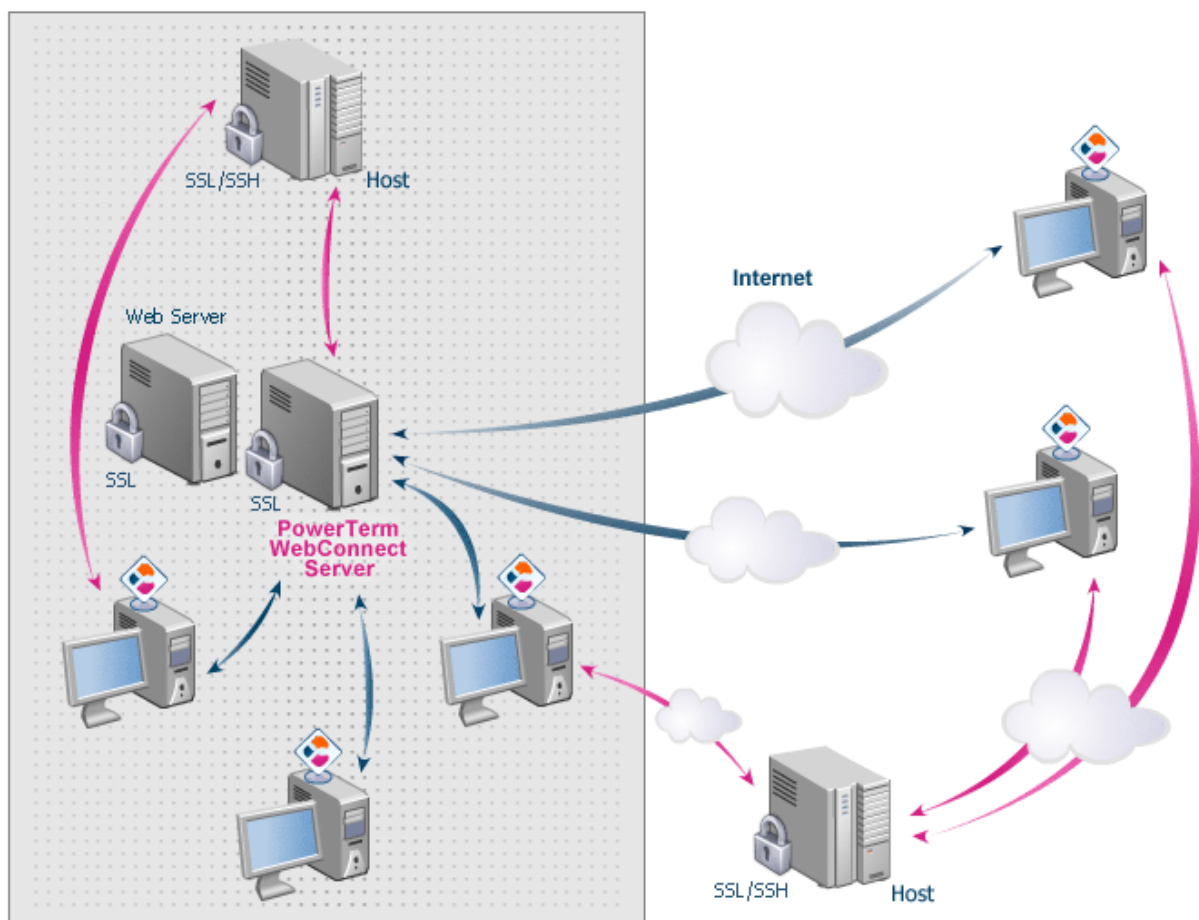 SSL/SSH
Host
Internet
Web Server
SSL
SSL
PowerTerm
WebConnect
Server
SSL/SSH
Host